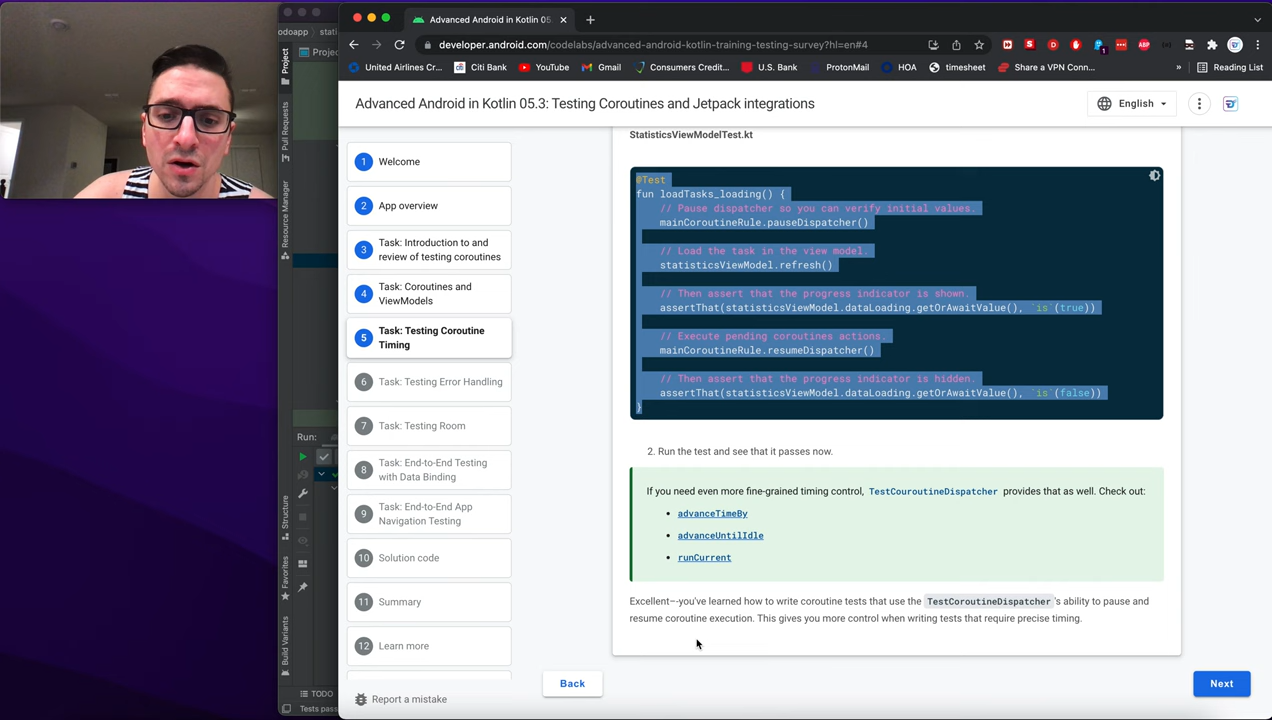 Advanced Android in Kotlin 05.
developer.android.com/codelabs/advanced-android-kotlin-training-testing-survey?hl=en#4
United Airlines Cr...
Citi Bank
YouTube
Gmail
Consumers Credit...
U.S. Bank
ProtonMail
HOA
timesheet
Share a VPN Conn...
»
Reading List
odoapp
stati
Project
Projec
Pull Requests
Resource Manager
Structure
Favorites
Build Variants
Run:
TODO
Tests pass
Advanced Android in Kotlin 05.3: Testing Coroutines and Jetpack integrations
English
1 Welcome
2 App overview
3 Task: Introduction to and
review of testing coroutines
4 Task: Coroutines and
ViewModels
5 Task: Testing Coroutine
Timing
6 Task: Testing Error Handling
7 Task: Testing Room
8 Task: End-to-End Testing
with Data Binding
9 Task: End-to-End App
Navigation Testing
10 Solution code
11 Summary
12 Learn more
Report a mistake
StatisticsViewModelTest.kt
@Test
fun loadTasks_loading() {
// Pause dispatcher so you can verify initial values.
mainCoroutineRule.pauseDispatcher()
// Load the task in the view model.
statisticsViewModel.refresh()
// Then assert that the progress indicator is shown.
assertThat(statisticsViewModel.dataLoading.getOrAwaitValue(), `is`(true))
// Execute pending coroutines actions.
mainCoroutineRule.resumeDispatcher()
// Then assert that the progress indicator is hidden.
assertThat(statisticsViewModel.dataLoading.getOrAwaitValue(), `is`(false))
}
2. Run the test and see that it passes now.
If you need even more fine-grained timing control, TestCouroutineDispatcher provides that as well. Check out:
• advanceTimeBy
• advanceUntilIdle
• runCurrent
Excellent–-you've learned how to write coroutine tests that use the TestCoroutineDispatcher's ability to pause and
resume coroutine execution. This gives you more control when writing tests that require precise timing.
Back
Next